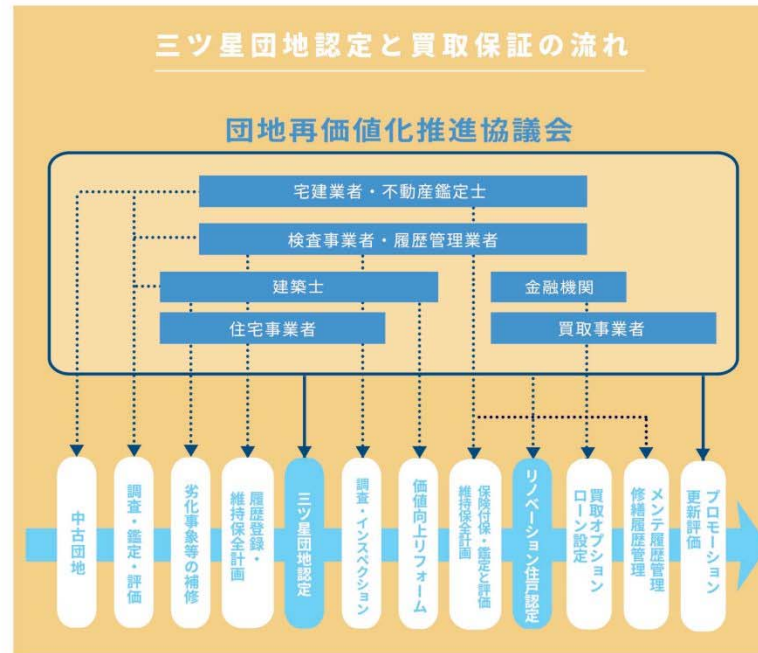 三ツ星団地認定と買取保証の流れ
団地再価値化推進協議会
宅建業者・不動産鑑定士
検査事業者・履歴管理業者
建築士
金融機関
住宅事業者
買取事業者
中古団地
調査・鑑定・評価
劣化事象等の補修
履歴登録・
維持保全計画
三ツ星団地認定
調査・インスペクション
価値向上リフォーム
保険付保・鑑定と評価
維持保全計画
リノベーション住戸認定
買取オプション
ローン設定
メンテ履歴管理
修繕履歴管理
プロモーション
更新評価